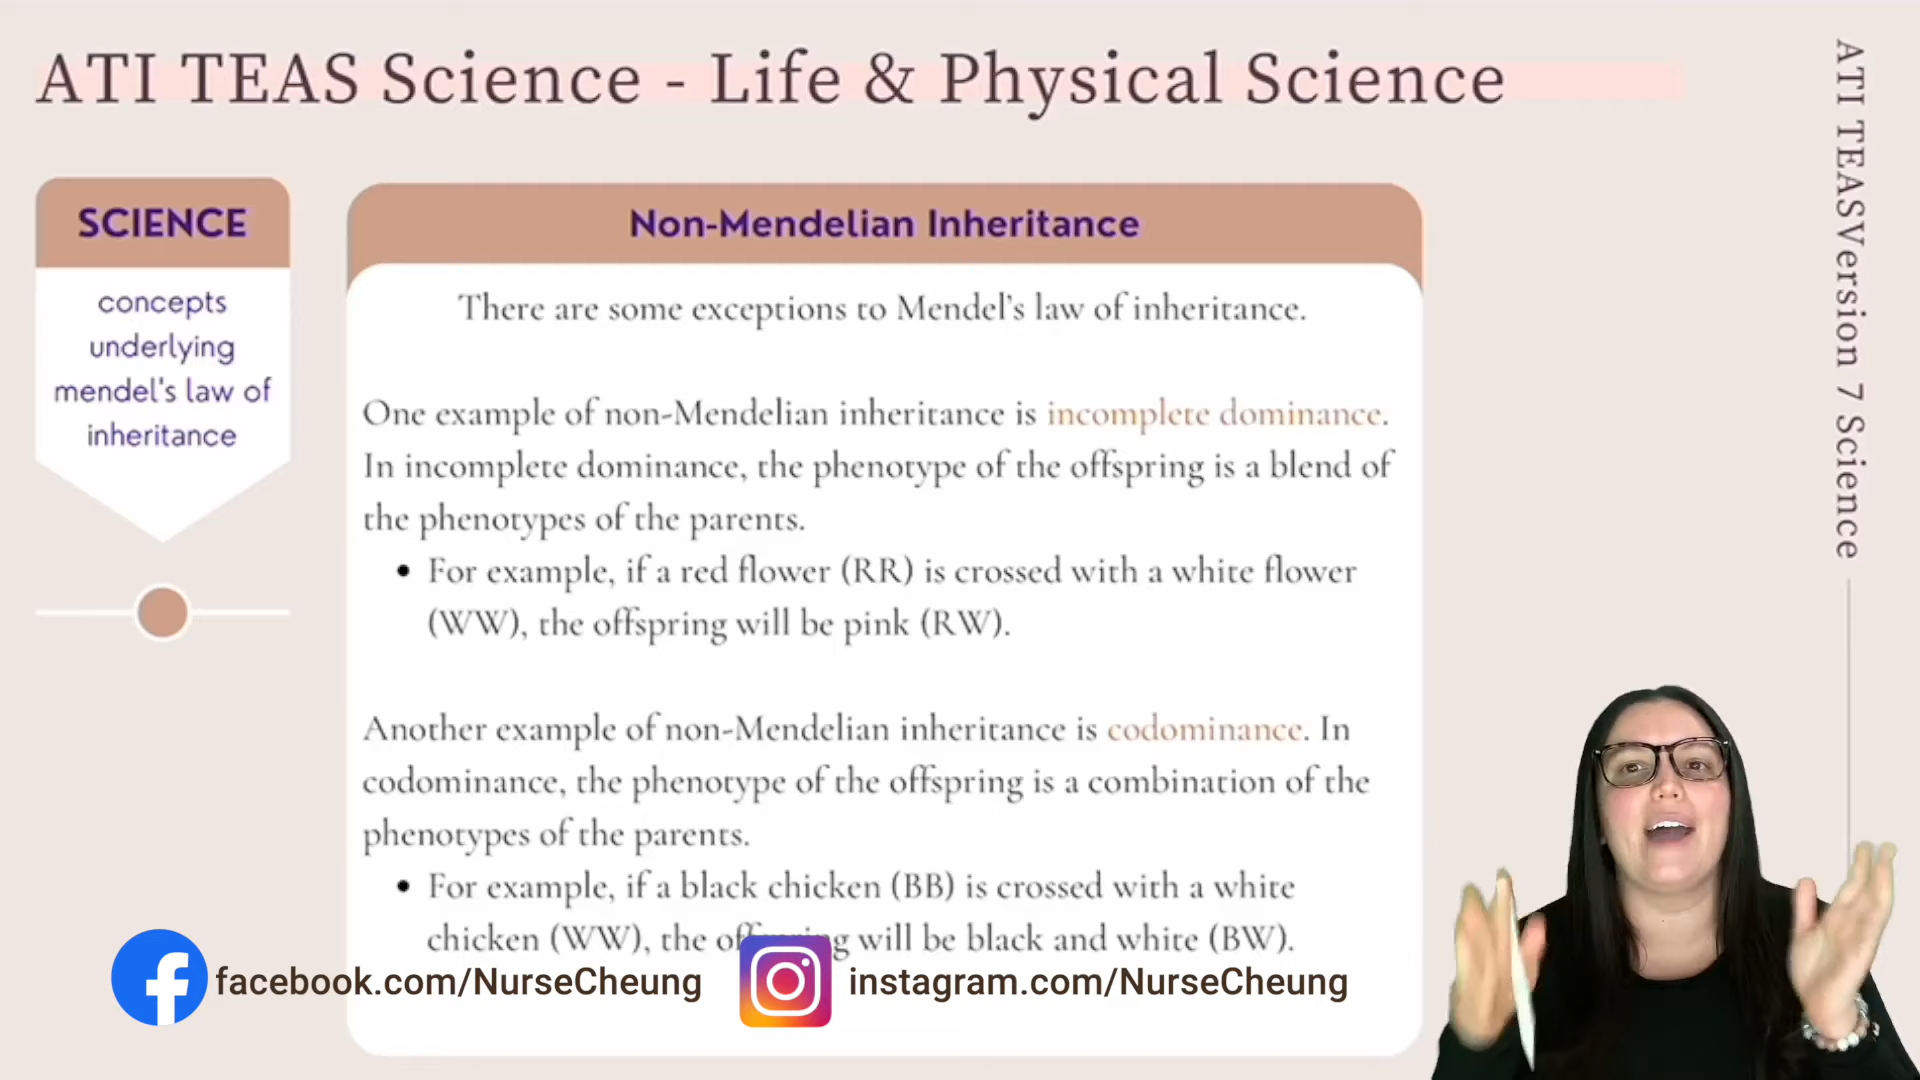 ATI TEAS Science - Life & Physical Science
SCIENCE
concepts
underlying
mendel's law of
inheritance
Non-Mendelian Inheritance
There are some exceptions to Mendel's law of inheritance.
One example of non-Mendelian inheritance is incomplete dominance.
In incomplete dominance, the phenotype of the offspring is a blend of
the phenotypes of the parents.
• For example, if a red flower (RR) is crossed with a white flower
(WW), the offspring will be pink (RW).
Another example of non-Mendelian inheritance is codominance. In
codominance, the phenotype of the offspring is a combination of the
phenotypes of the parents.
• For example, if a black chicken (BB) is crossed with a white
chicken (WW), the offspring will be black and white (BW).
facebook.com/NurseCheung
instagram.com/NurseCheung
ATI TEASVersion 7 Science